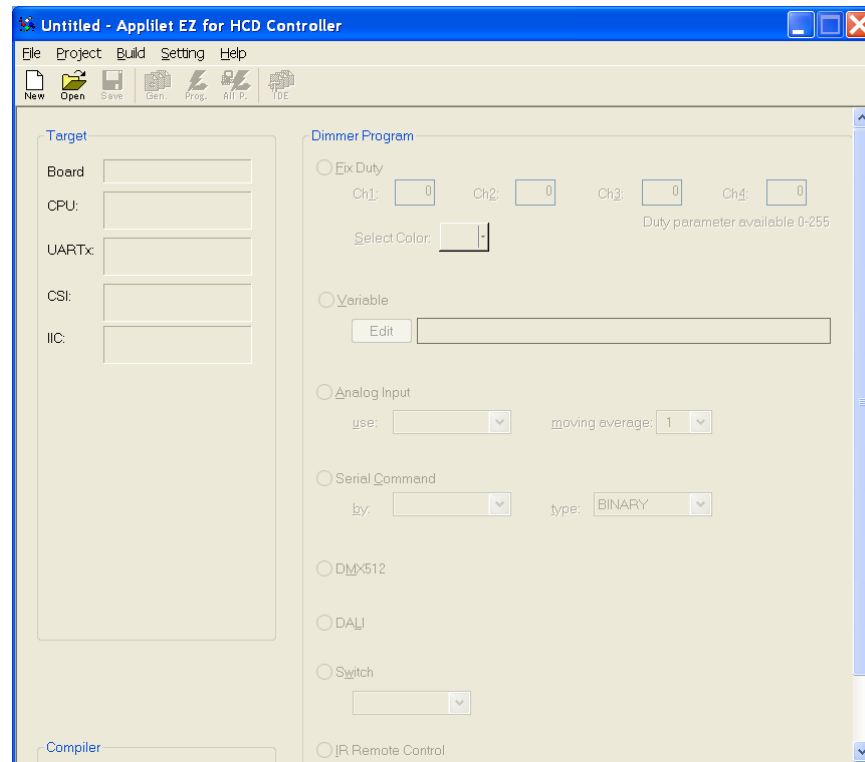 Untitled - Applilet EZ for HCD Controller
File Project Build Setting Help
New Open Save Gen. Prog. All P. TOE
Target
Board
CPU:
UARTx:
CSI:
IIC:
Compiler
Dimmer Program
Fix Duty
Ch1: 0 Ch2: 0 Ch3: 0 Ch4: 0
Duty parameter available 0-255
Select Color:
Variable
Edit
Analog Input
use: moving average: 1
Serial Command
by: type: BINARY
DMX512
DALI
Switch
IR Remote Control